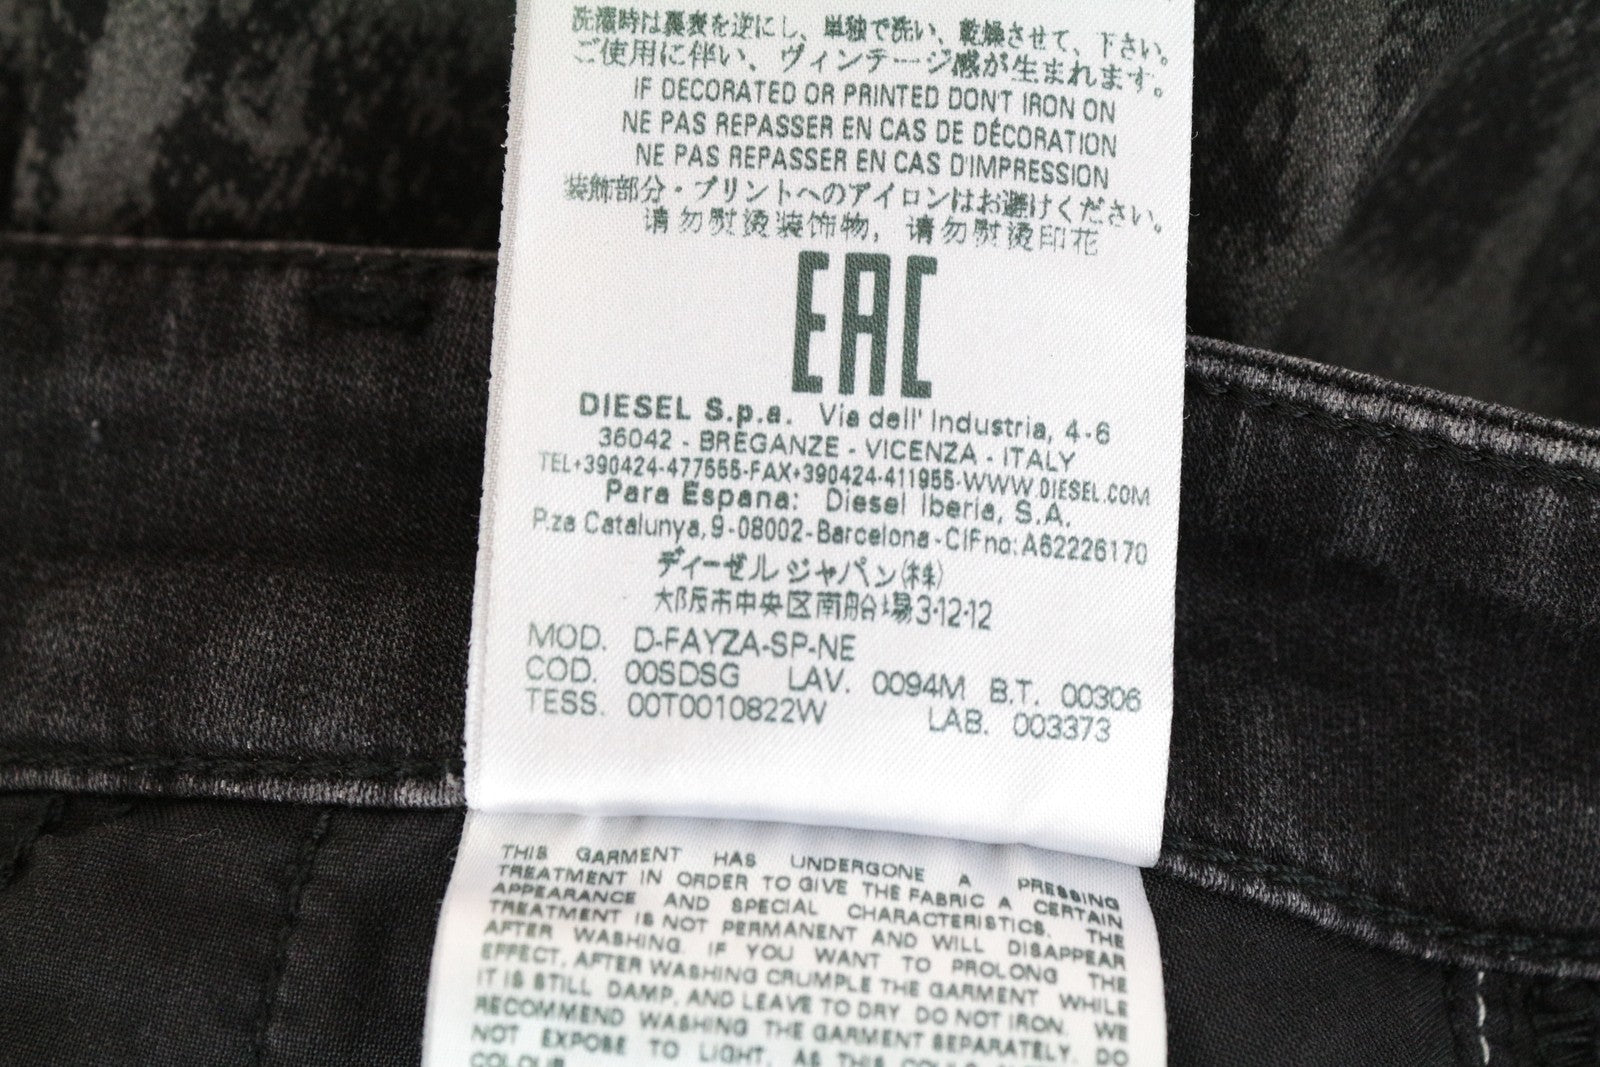 洗濯時は裏表を逆にし、単独で洗い、乾燥させて、下さい。
ご使用に伴い、ヴィンテージ感が生まれます。
IF DECORATED OR PRINTED DON'T IRON ON
NE PAS REPASSER EN CAS DE DÉCORATION
NE PAS REPASSER EN CAS D'IMPRESSION
装飾部分・プリントへのアイロンはお避けください。
请勿熨烫装饰物，请勿熨烫印花
EAC
DIESEL S.p.a. Via dell' Industria, 4-6
36042 - BREGANZE - VICENZA - ITALY
TEL+390424-477555-FAX+390424-411955-WWW.DIESEL.COM
Para Espana: Diesel Iberia, S.A.
P.za Catalunya, 9-08002-Barcelona-CIF no: A62226170
ディーゼル ジャパン(株)
大阪市中央区南船場3-12-12
MOD. D-FAYZA-SP-NE
COD. 00SDSG LAV. 0094M B.T. 00306
TESS. 00T0010822W LAB. 003373
THIS GARMENT HAS UNDERGONE A PRESSING
TREATMENT IN ORDER TO GIVE THE FABRIC A CERTAIN
APPEARANCE AND SPECIAL CHARACTERISTICS. THE
TREATMENT IS NOT PERMANENT AND WILL DISAPPEAR
AFTER WASHING. IF YOU WANT TO PROLONG THE
EFFECT, AFTER WASHING CRUMPLE THE GARMENT WHILE
IT IS STILL DAMP, AND LEAVE TO DRY. DO NOT IRON. WE
RECOMMEND WASHING THE GARMENT SEPARATELY. DO
NOT EXPOSE TO LIGHT, AS THIS COULD
COLOUR